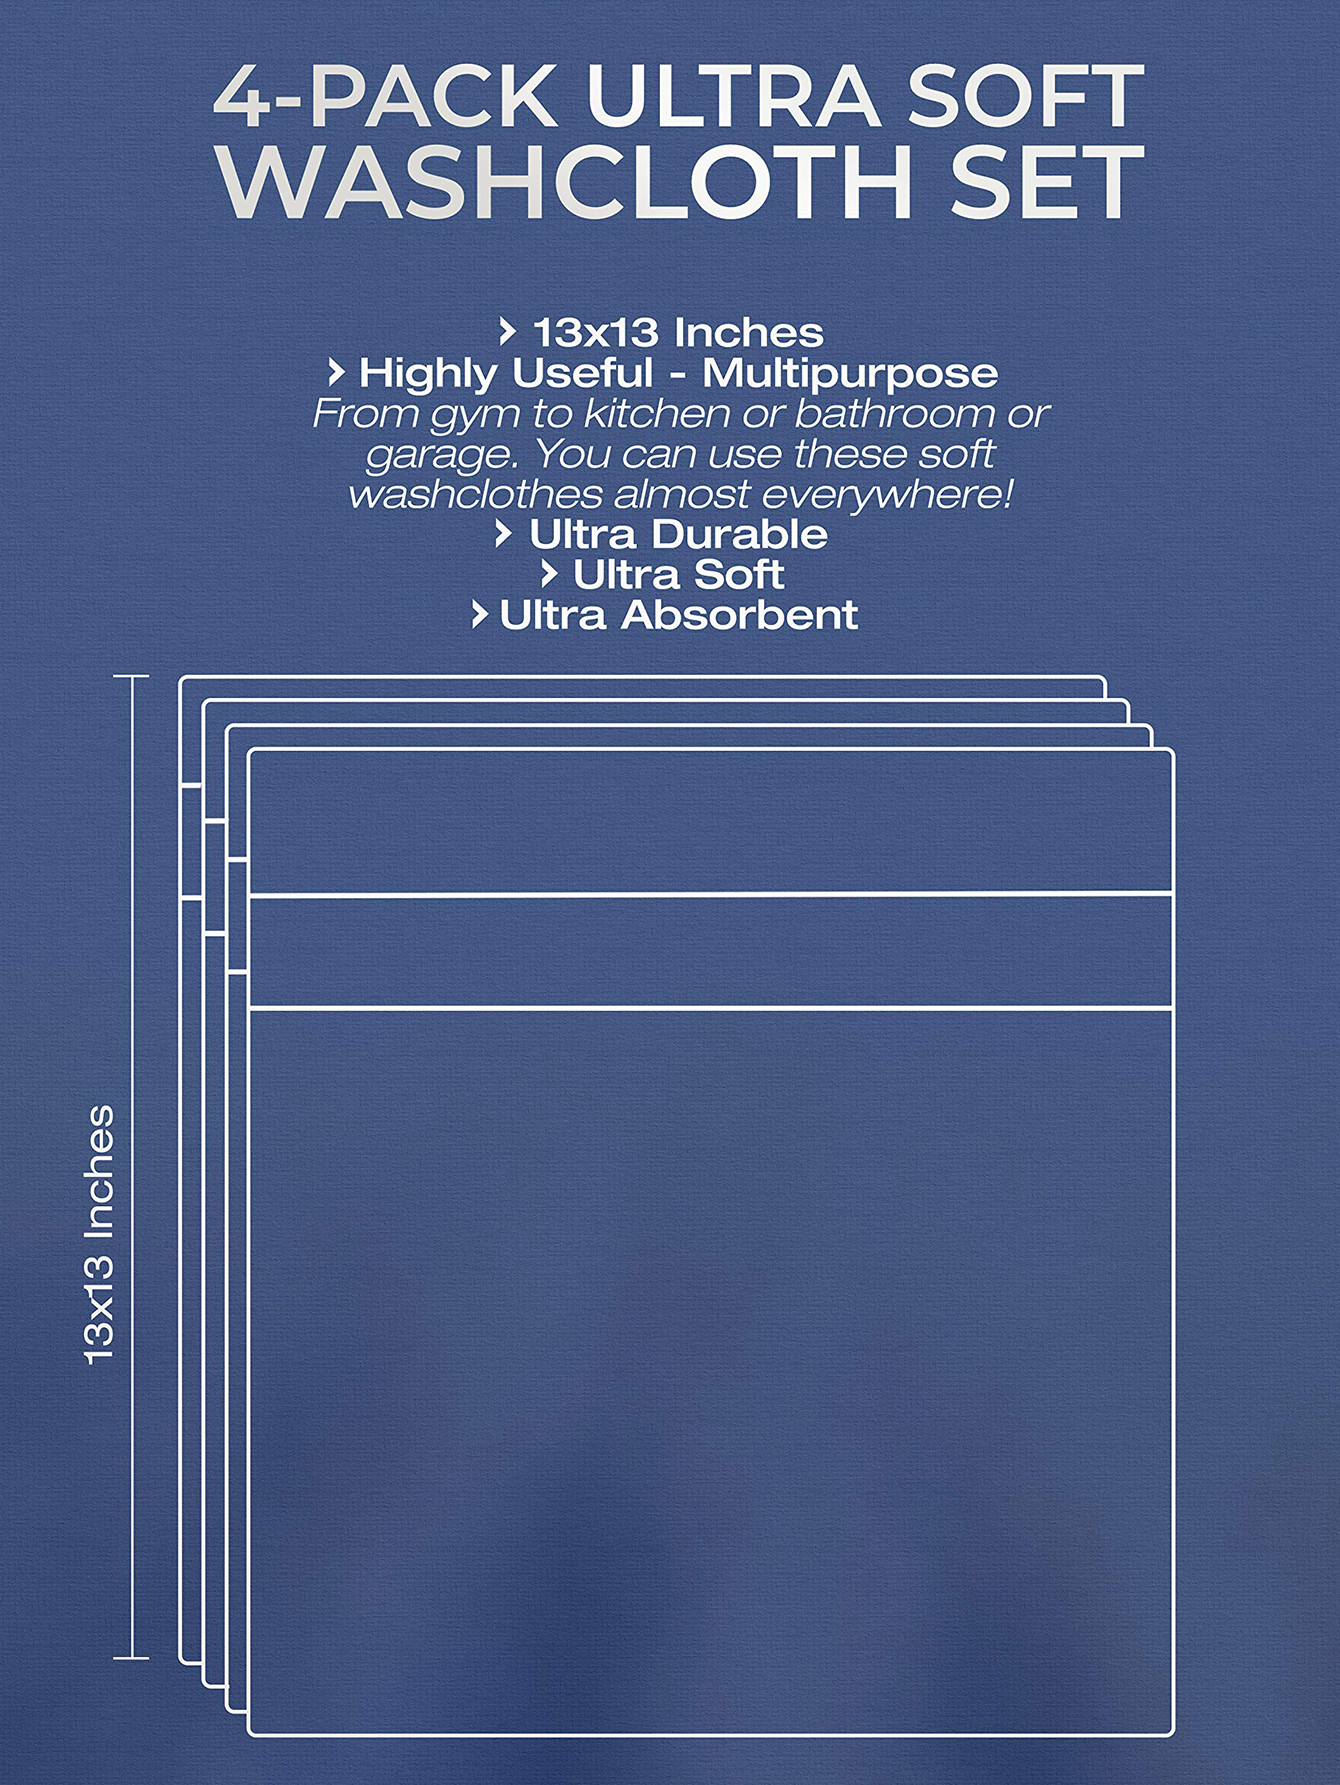 4-PACK ULTRA SOFT
WASHCLOTH SET
› 13x13 Inches
› Highly Useful - Multipurpose
From gym to kitchen or bathroom or
garage. You can use these soft
washclothes almost everywhere!
› Ultra Durable
› Ultra Soft
› Ultra Absorbent
13x13 Inches